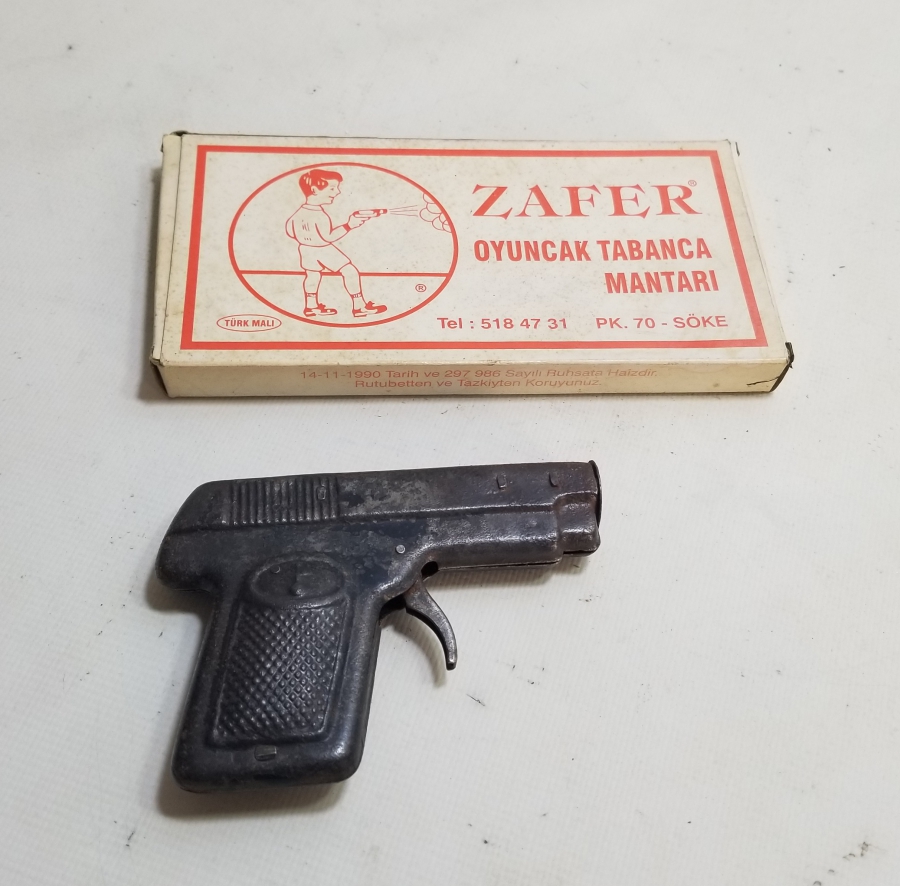 ZAFER®
OYUNCAK TABANCA
MANTARI
®
TÜRK MALI
Tel : 518 47 31 PK. 70 - SÖKE
14-11-1990 Tarih ve 297 986 Sayılı Ruhsata Haizdir.
Rutubetten ve Tazkiyten Koruyunuz.